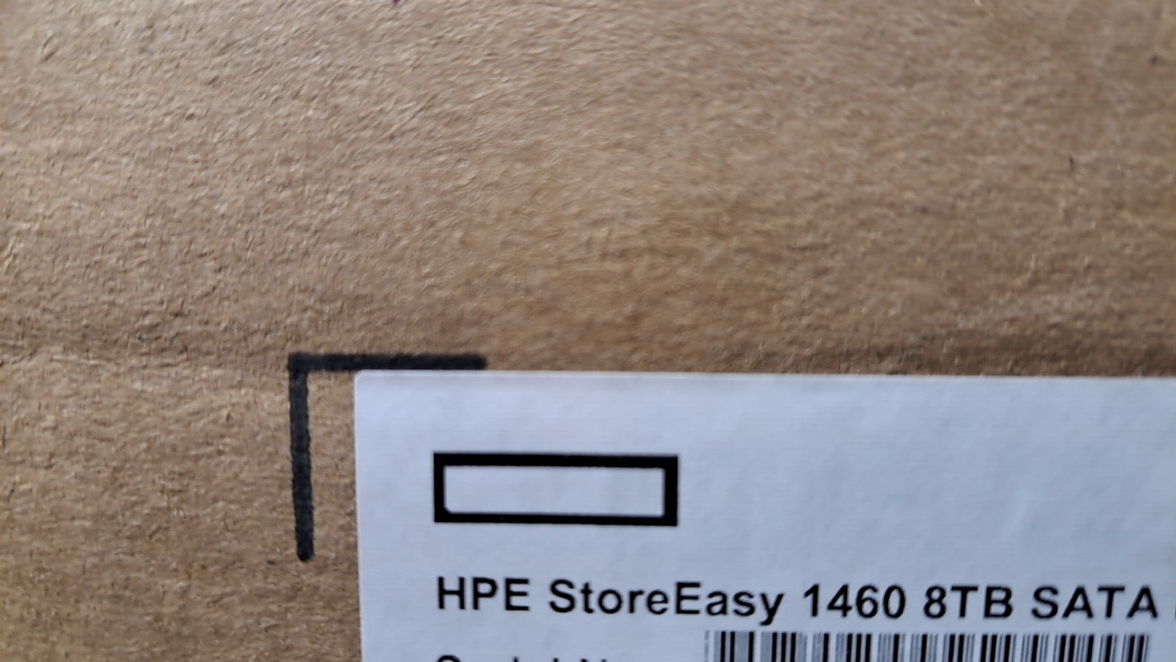 HPE StoreEasy 1460 8TB SATA